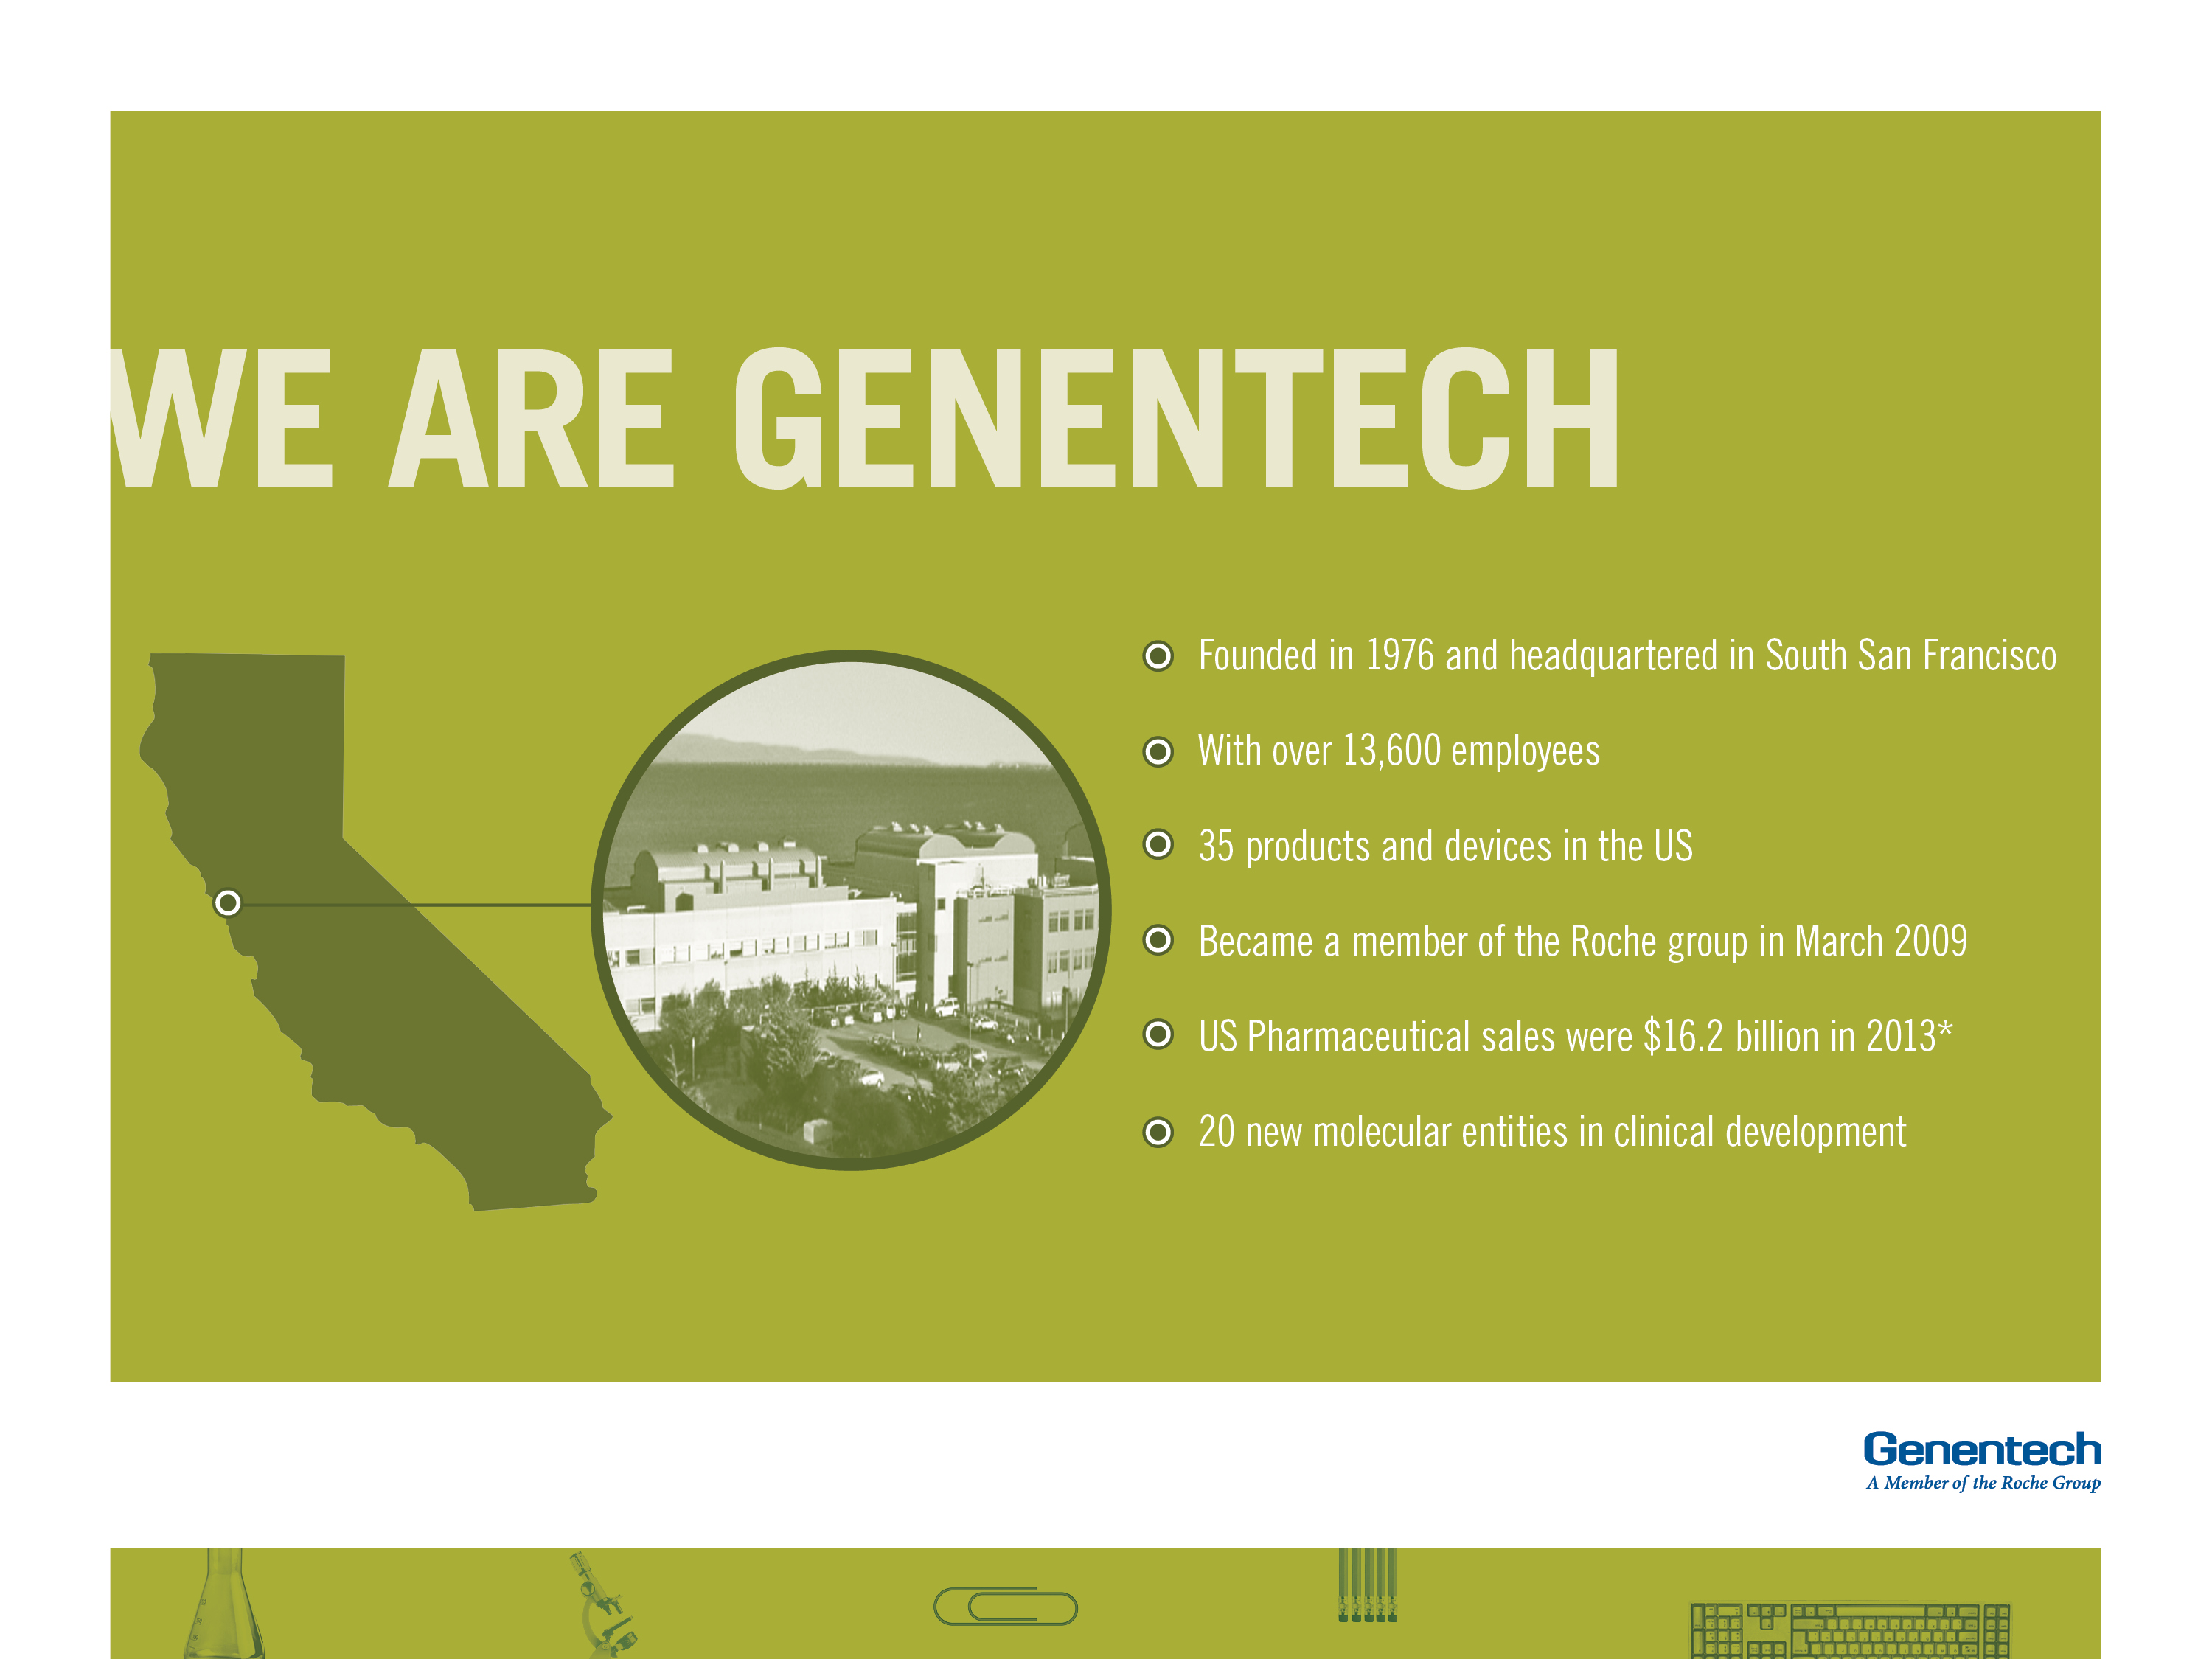 WE ARE GENENTECH
Founded in 1976 and headquartered in South San Francisco
With over 13,600 employees
35 products and devices in the US
Became a member of the Roche group in March 2009
US Pharmaceutical sales were $16.2 billion in 2013*
20 new molecular entities in clinical development
Genentech
A Member of the Roche Group